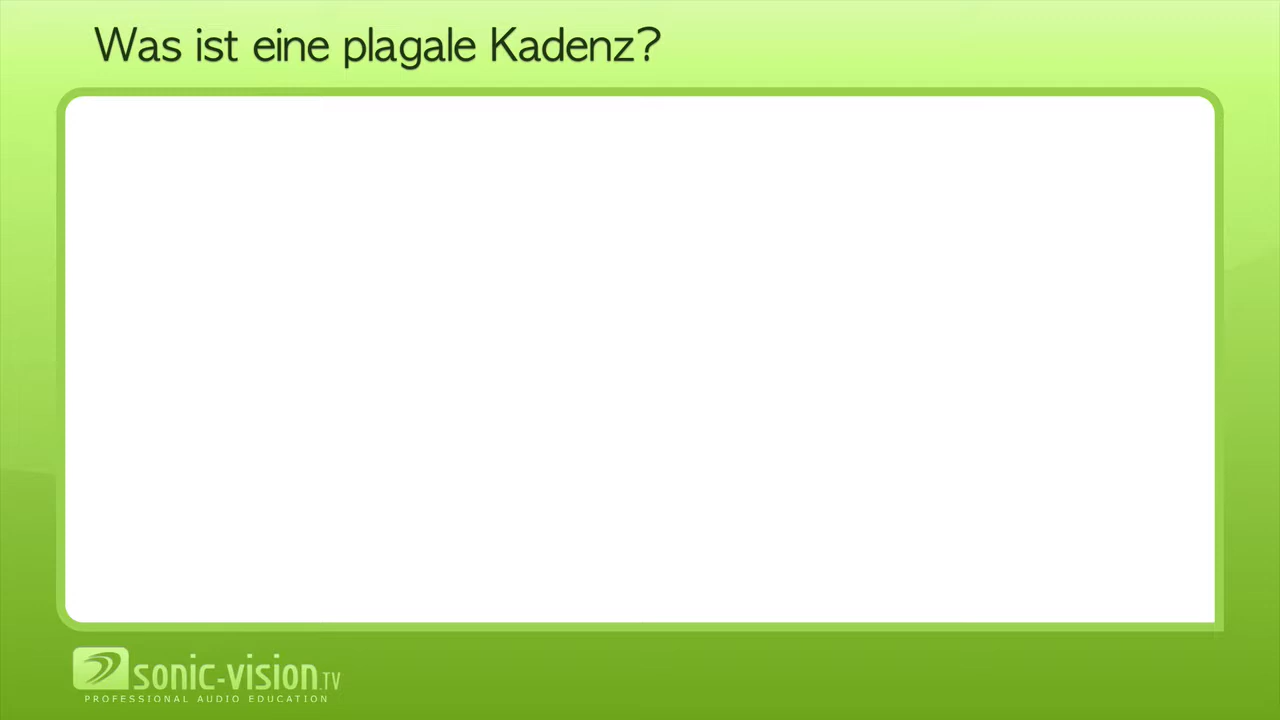 Was ist eine plagale Kadenz?
sonic-vision.TV
PROFESSIONAL AUDIO EDUCATION